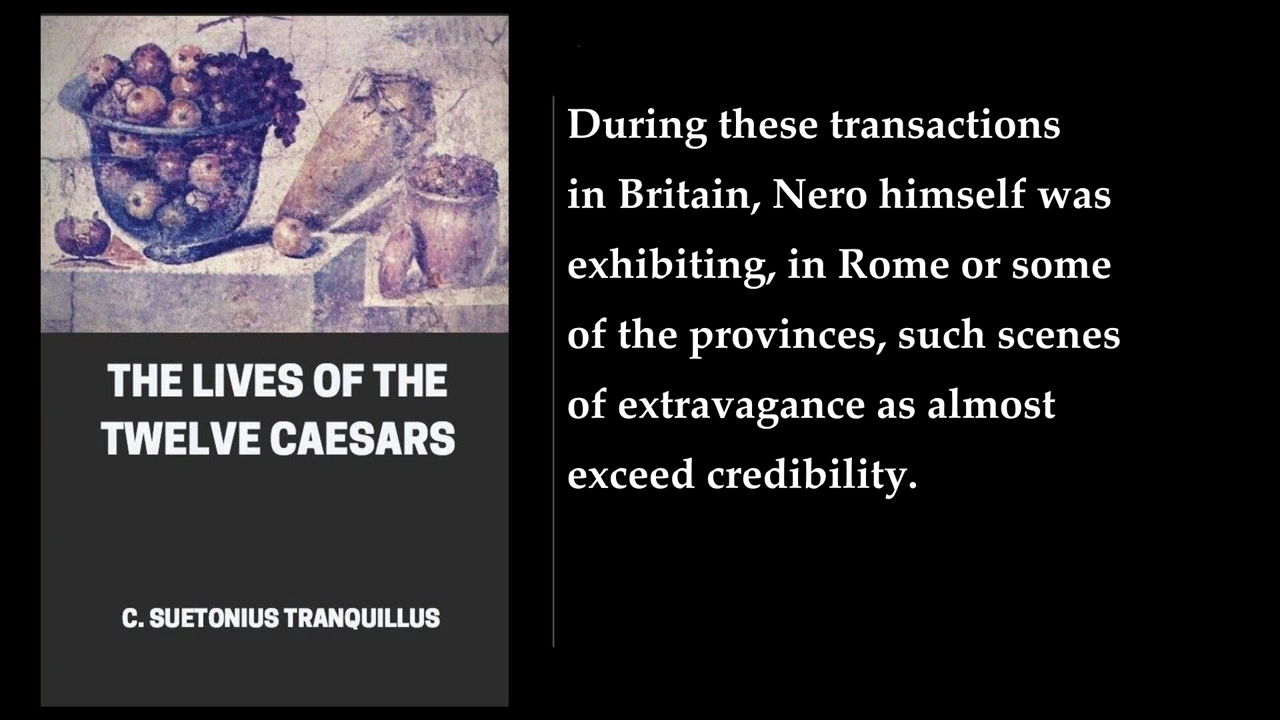 THE LIVES OF THE
TWELVE CAESARS
C. SUETONIUS TRANQUILLUS
During these transactions
in Britain, Nero himself was
exhibiting, in Rome or some
of the provinces, such scenes
of extravagance as almost
exceed credibility.